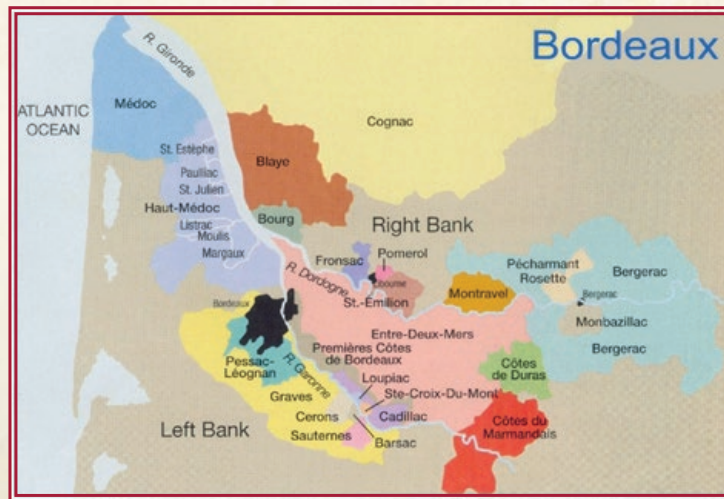 Bordeaux
R. Gironde
ATLANTIC
OCEAN
Médoc
Cognac
St. Estèphe
Pauillac
St. Julien
Haut-Médoc
Listrac
Moulis
Margaux
Blaye
Bourg
Right Bank
Fronsac
Pomerol
Libourne
St.-Émilion
R. Dordogne
Montravel
Pécharmant
Rosette
Bergerac
Bergerac
Monbazillac
Bergerac
Bordeaux
Entre-Deux-Mers
Premières Côtes
de Bordeaux
Côtes
de Duras
Pessac-
Léognan
R. Garonne
Loupiac
Ste-Croix-Du-Mont
Graves
Cerons
Cadillac
Côtes du
Marmandais
Left Bank
Sauternes
Barsac